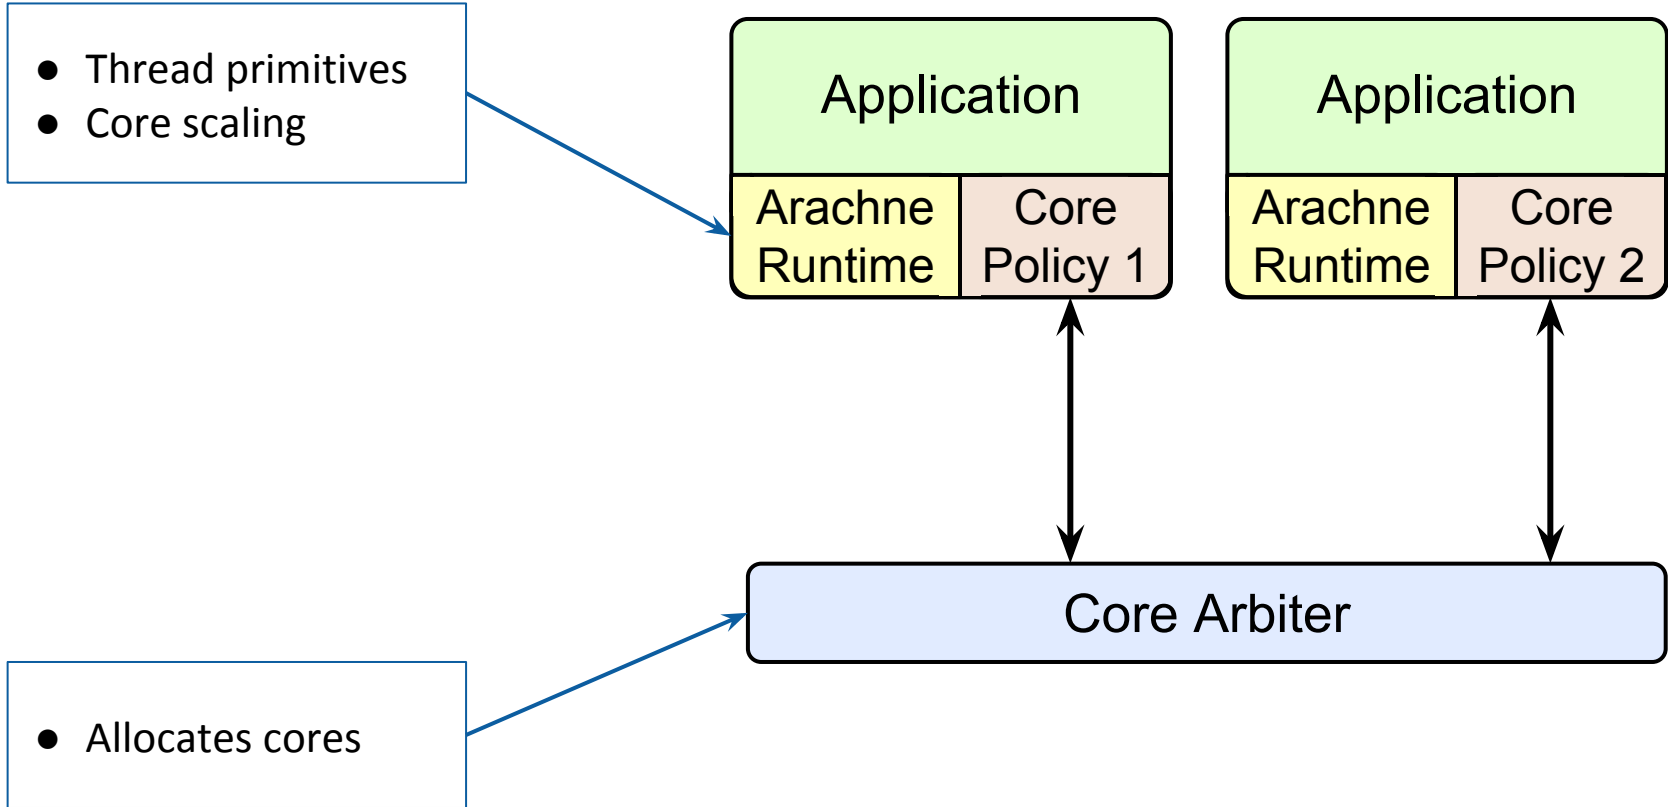 ● Thread primitives
● Core scaling
Application
Arachne
Runtime
Core
Policy 1
Application
Arachne
Runtime
Core
Policy 2
Core Arbiter
● Allocates cores